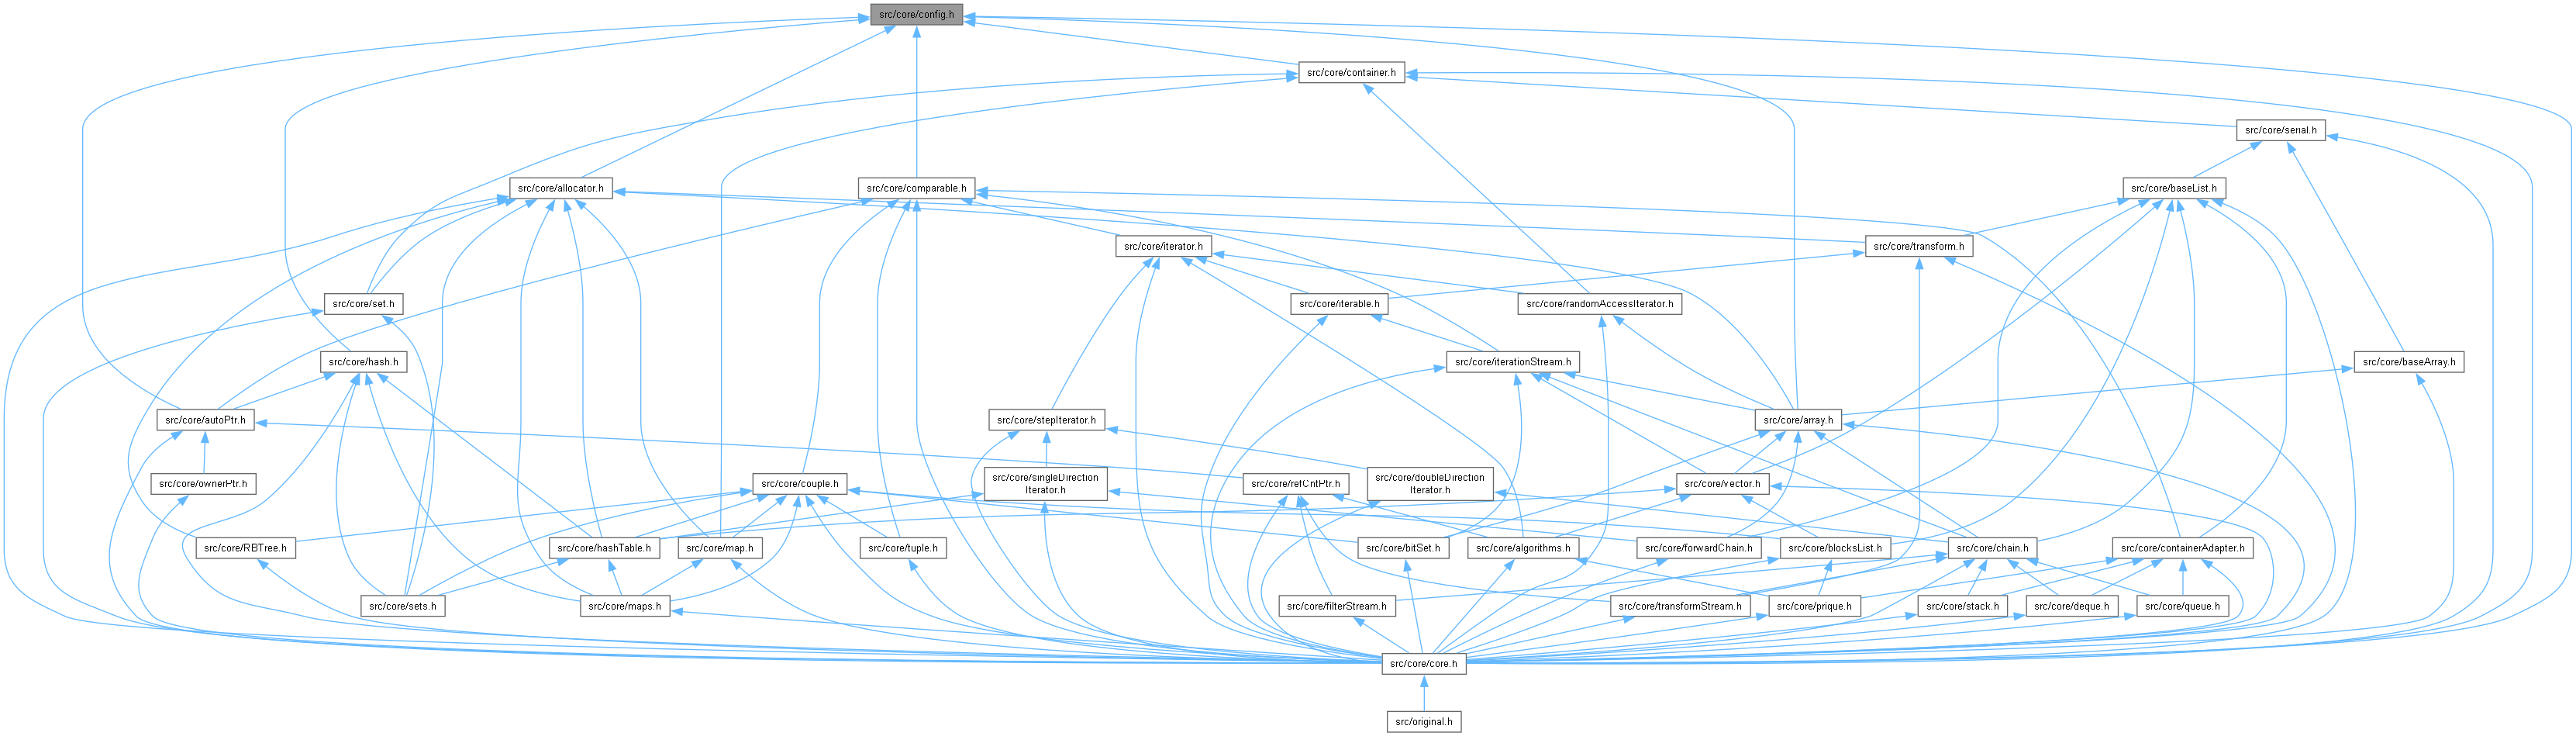 src/core/config.h
src/core/container.h
src/core/serial.h
src/core/allocator.h
src/core/comparable.h
src/core/baseList.h
src/core/iterator.h
src/core/transform.h
src/core/set.h
src/core/iterable.h
src/core/randomAccessIterator.h
src/core/hash.h
src/core/iterationStream.h
src/core/baseArray.h
src/core/autoPtr.h
src/core/stepIterator.h
src/core/array.h
src/core/ownerPtr.h
src/core/couple.h
src/core/singleDirection
Iterator.h
src/core/refCntPtr.h
src/core/doubleDirection
Iterator.h
src/core/vector.h
src/core/RBTree.h
src/core/hashTable.h
src/core/map.h
src/core/tuple.h
src/core/bitSet.h
src/core/algorithms.h
src/core/forwardChain.h
src/core/blocksList.h
src/core/chain.h
src/core/containerAdapter.h
src/core/sets.h
src/core/maps.h
src/core/filterStream.h
src/core/transformStream.h
src/core/prique.h
src/core/stack.h
src/core/deque.h
src/core/queue.h
src/core/core.h
src/original.h